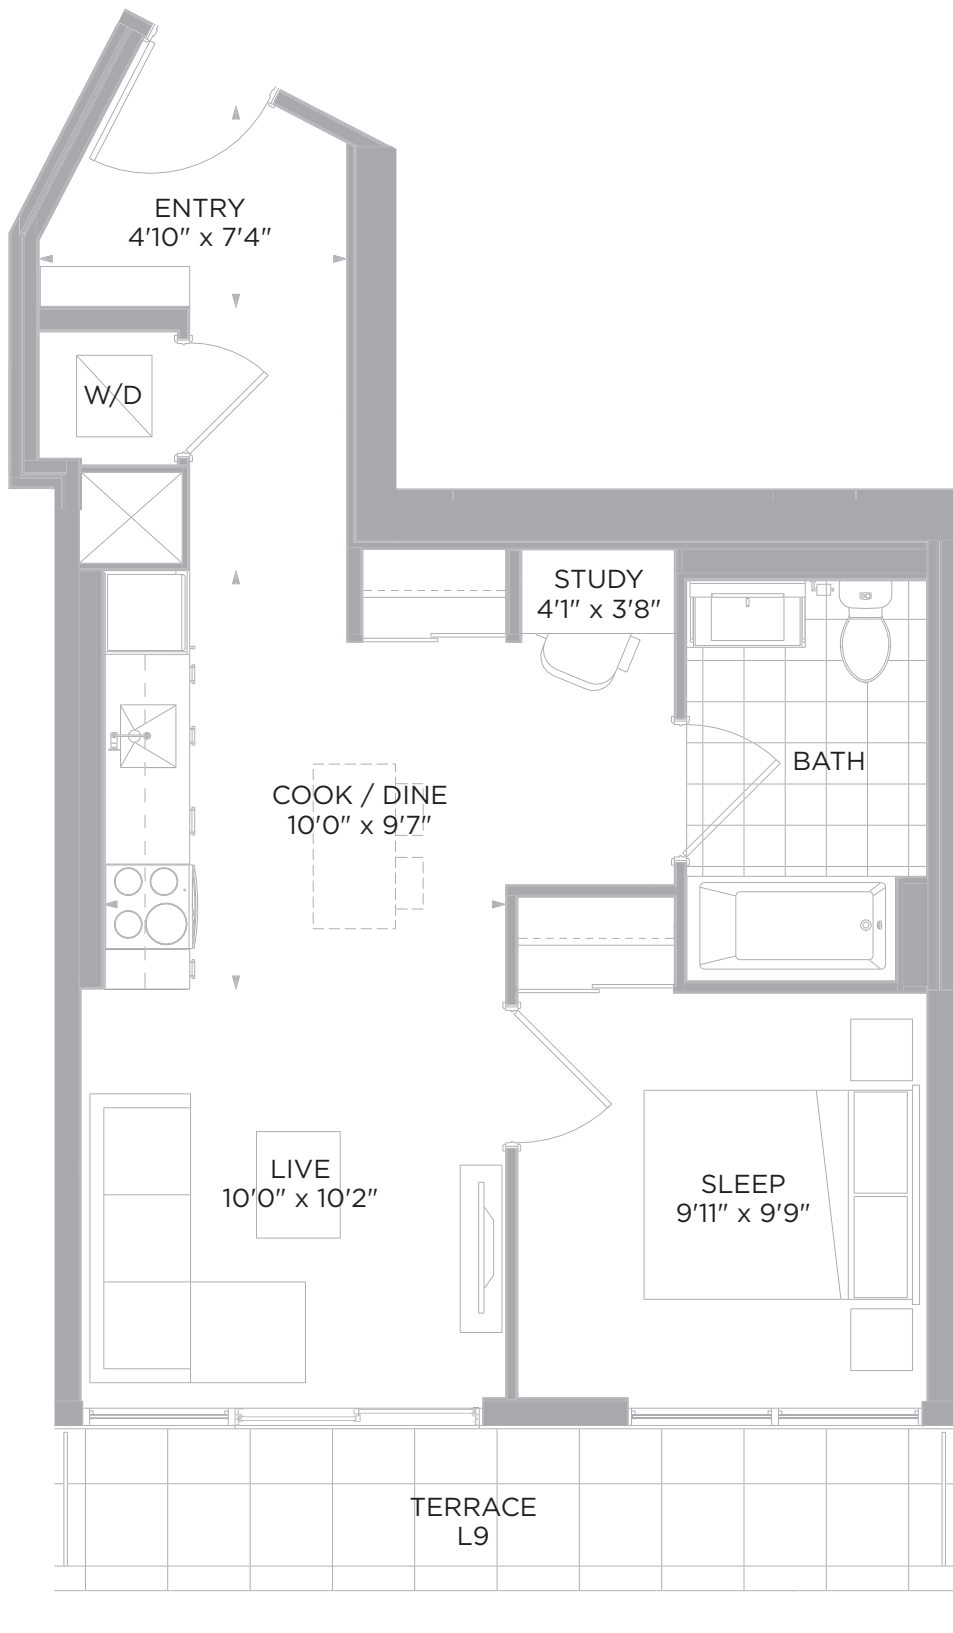 ENTRY
4'10" x 7'4"
W/D
STUDY
4'1" x 3'8"
BATH
COOK / DINE
10'0" x 9'7"
LIVE
10'0" x 10'2"
SLEEP
9'11" x 9'9"
TERRACE
L9